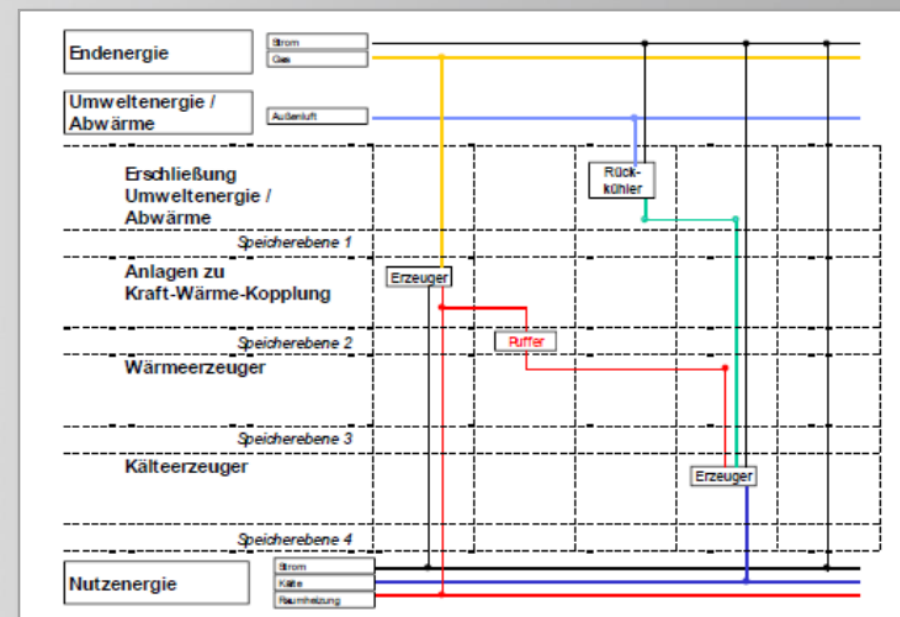 Endenergie
Strom
Gas
Umweltenergie /
Abwärme
Außenluft
Erschließung
Umweltenergie /
Abwärme
Rück-
kühler
Speicherebene 1
Anlagen zu
Kraft-Wärme-Kopplung
Erzeuger
Speicherebene 2
Puffer
Wärmeerzeuger
Speicherebene 3
Kälteerzeuger
Erzeuger
Speicherebene 4
Nutzenergie
Strom
Kälte
Raumheizung